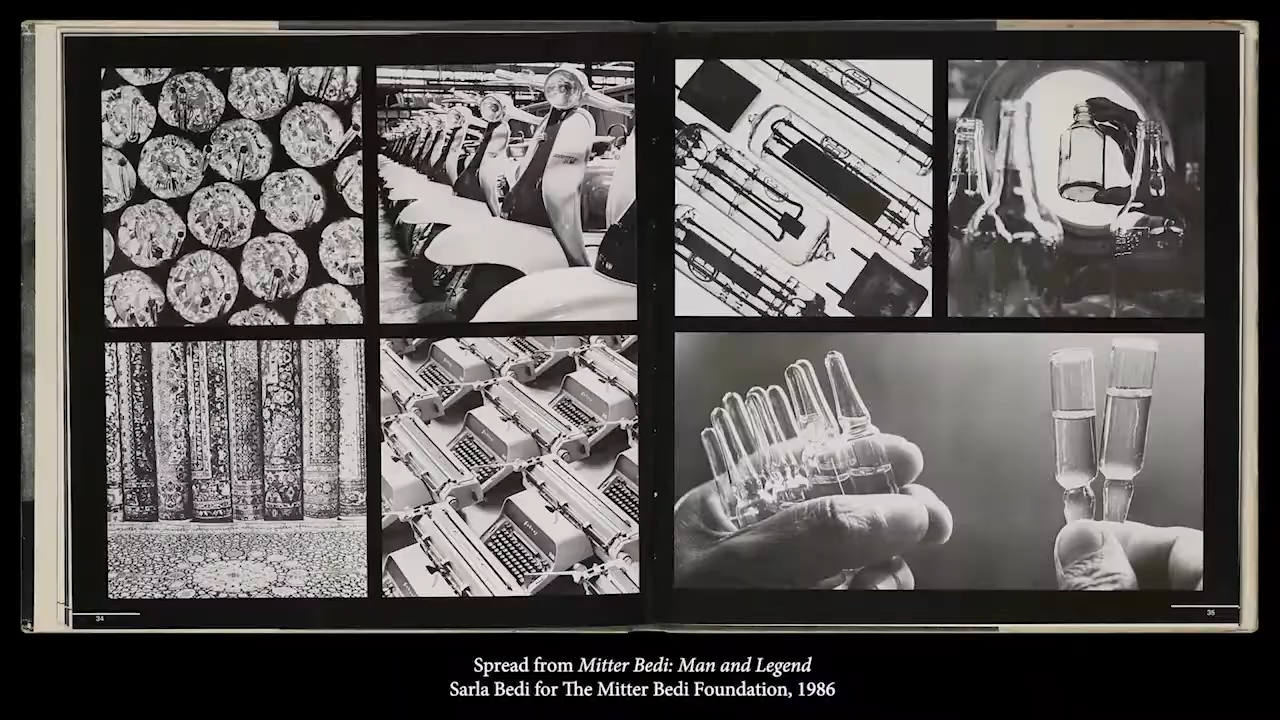 34
35
Spread from Mitter Bedi: Man and Legend
Sarla Bedi for The Mitter Bedi Foundation, 1986